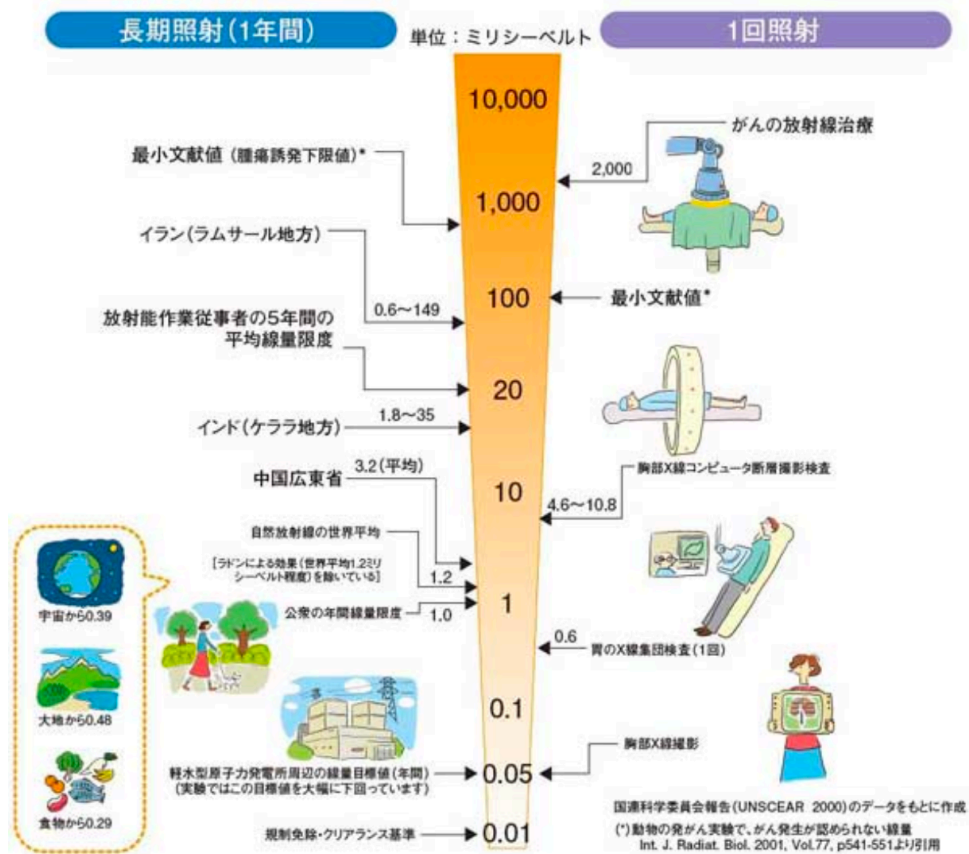 長期照射(1年間)
単位：ミリシーベルト
1回照射
10,000
がんの放射線治療
最小文献値 (腫瘍誘発下限値)*
2,000
1,000
イラン(ラムサール地方)
100
最小文献値*
0.6〜149
放射能作業従事者の5年間の
平均線量限度
20
1.8〜35
インド(ケララ地方)
3.2(平均)
胸部X線コンピュータ断層撮影検査
中国広東省
10
4.6〜10.8
自然放射線の世界平均
[ラドンによる効果(世界平均1.2ミリ
シーベルト程度)を除いている]
1.2
公衆の年間線量限度
1.0
1
宇宙から0.39
0.6
胃のX線集団検査(1回)
0.1
大地から0.48
胸部X線撮影
軽水型原子力発電所周辺の線量目標値(年間)
(実験ではこの目標値を大幅に下回っています)
0.05
食物から0.29
規制免除・クリアランス基準
0.01
国連科学委員会報告(UNSCEAR 2000)のデータをもとに作成
(*)動物の発がん実験で、がん発生が認められない線量
Int. J. Radiat. Biol. 2001, Vol.77, p541-551より引用